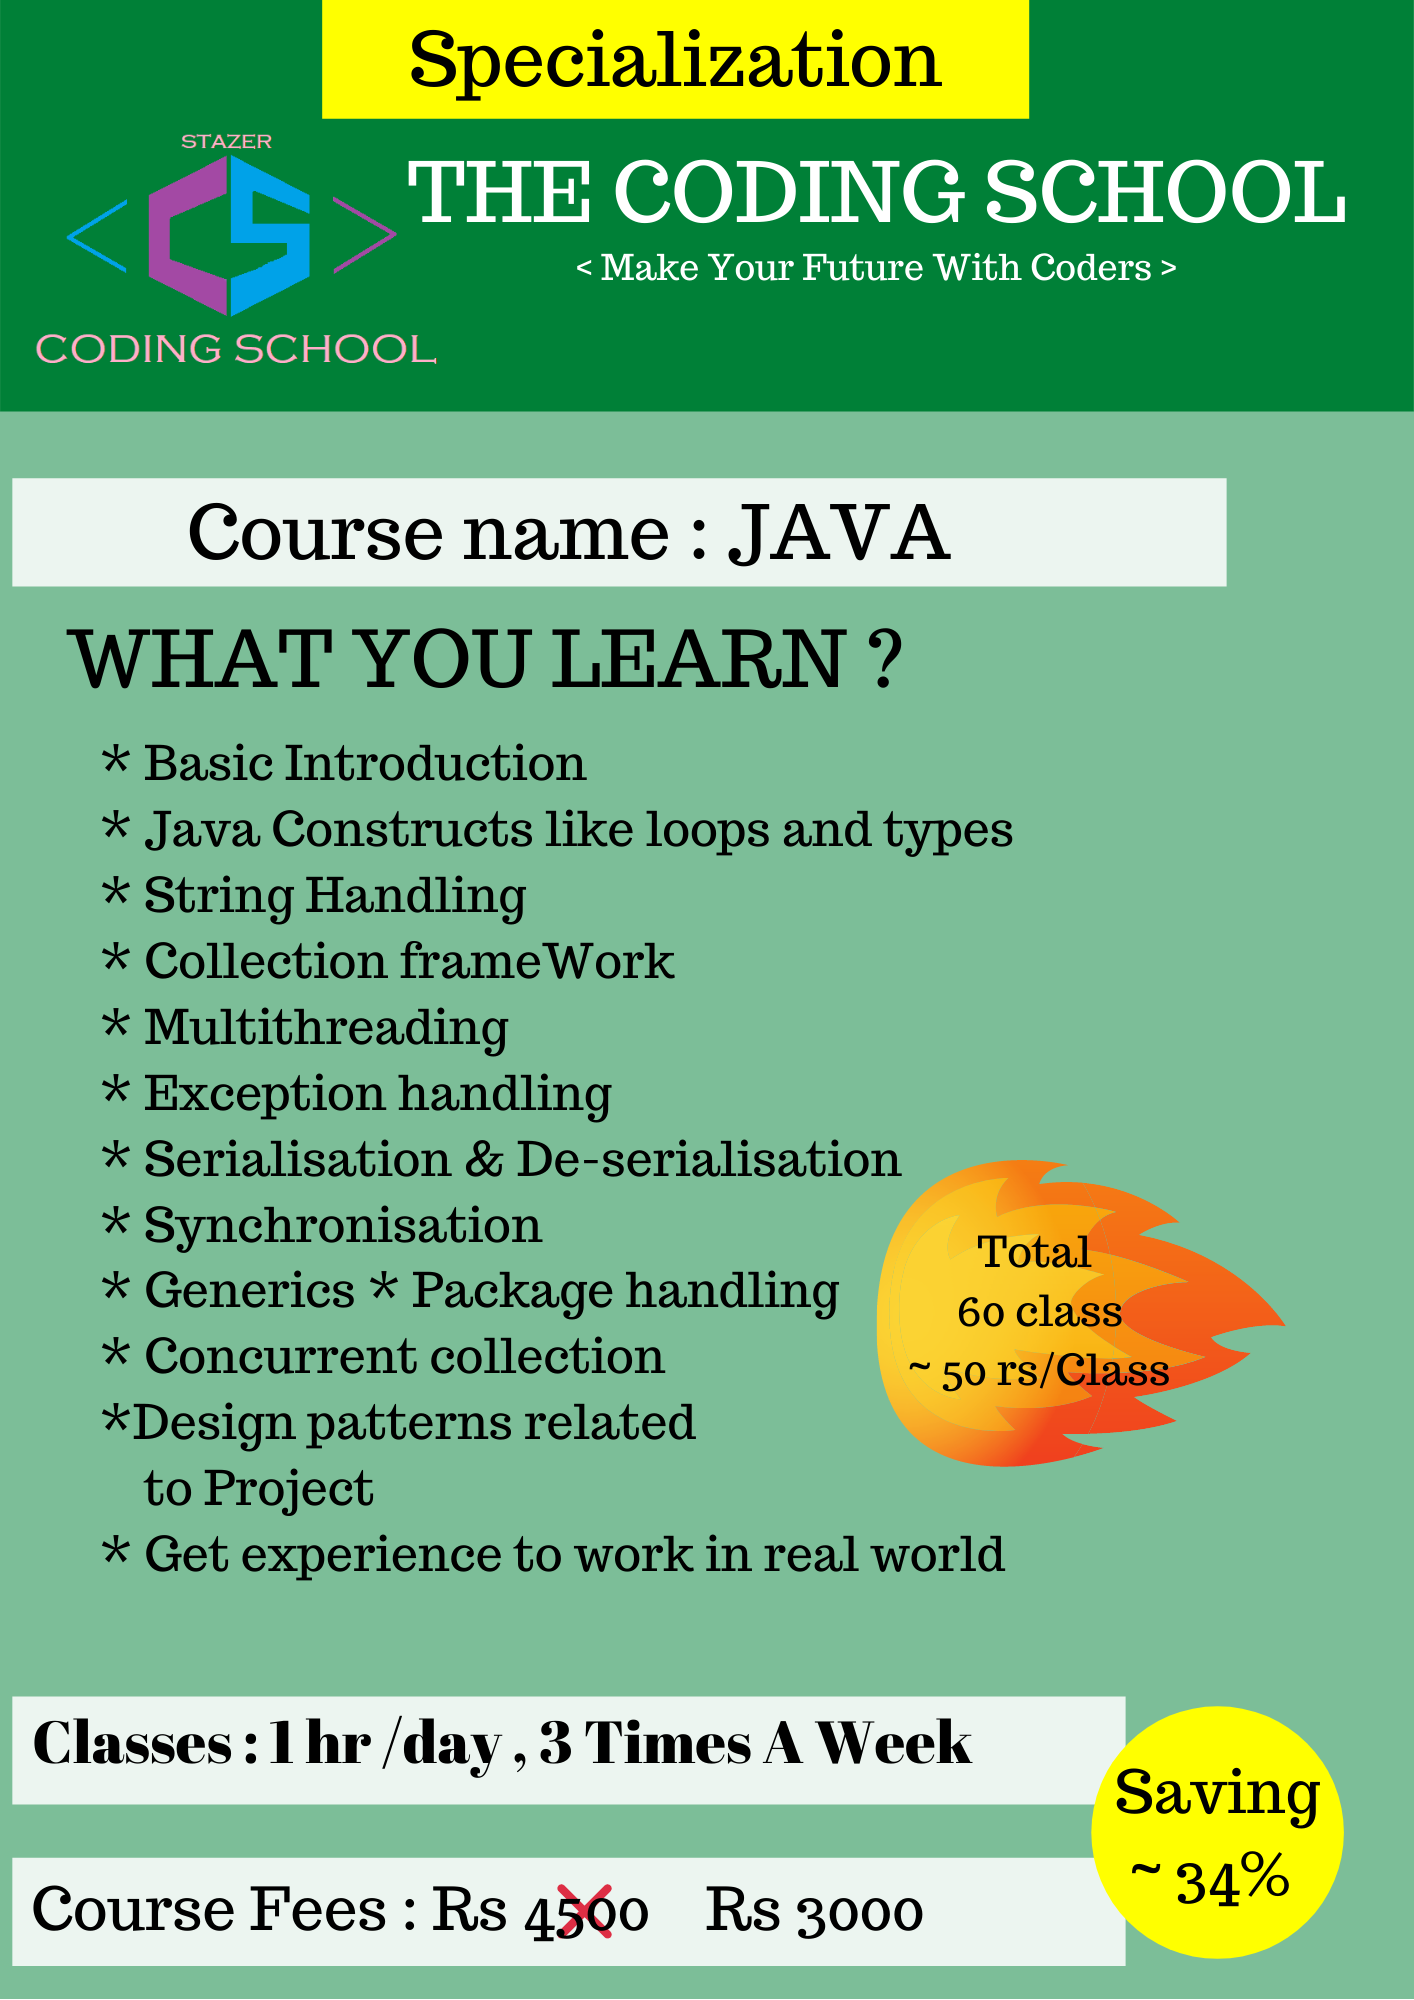 Specialization
STAZER
CS
CODING SCHOOL
THE CODING SCHOOL
< Make Your Future With Coders >
Course name : JAVA
WHAT YOU LEARN ?
* Basic Introduction
* Java Constructs like loops and types
* String Handling
* Collection frameWork
* Multithreading
* Exception handling
* Serialisation & De-serialisation
* Synchronisation
* Generics * Package handling
* Concurrent collection
*Design patterns related
to Project
* Get experience to work in real world
Total
60 class
~ 50 rs/Class
Classes : 1 hr /day , 3 Times A Week
Course Fees : Rs 4500 Rs 3000
Saving
~ 34%